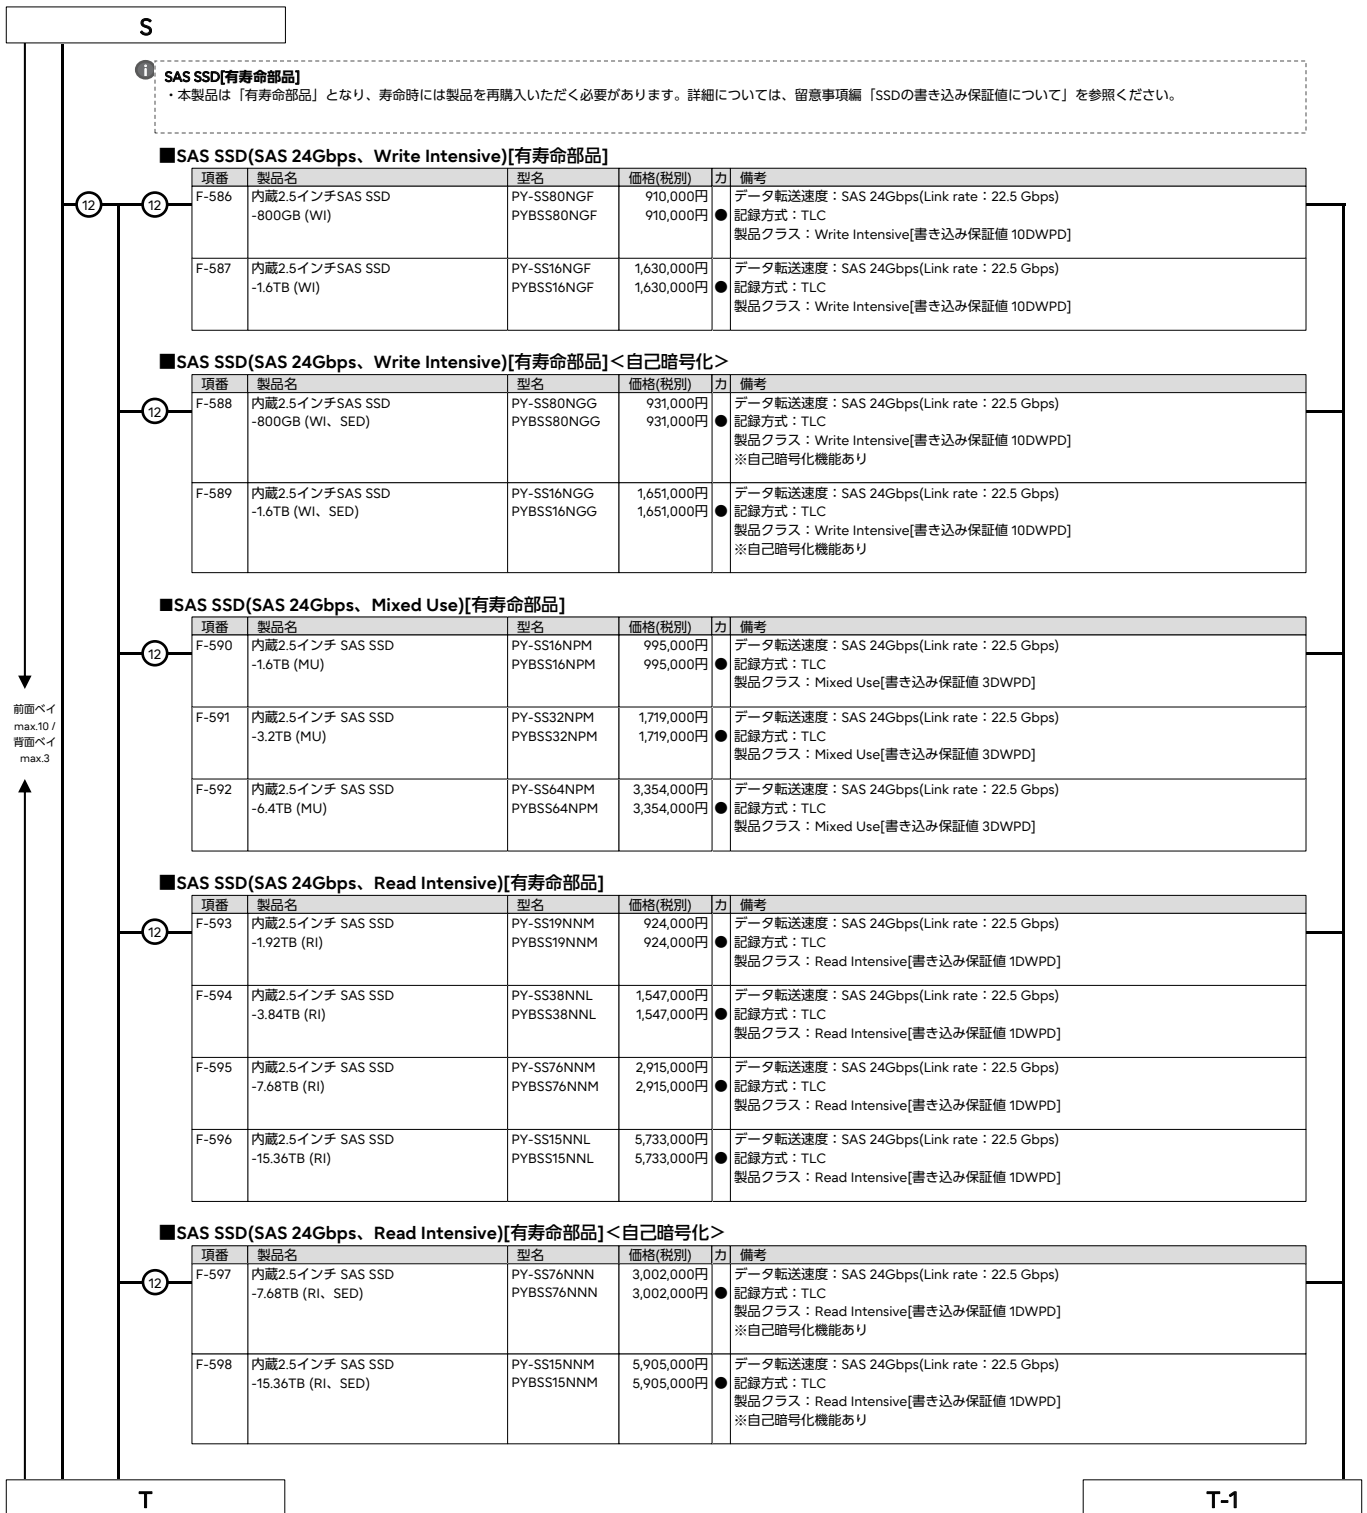 S
SAS SSD[有寿命部品]
・本製品は「有寿命部品」となり、寿命時には製品を再購入いただく必要があります。詳細については、留意事項編「SSDの書き込み保証値について」を参照ください。
■SAS SSD(SAS 24Gbps、Write Intensive)[有寿命部品]
項番 製品名 型名 価格(税別) カ 備考
12 12 F-586 内蔵2.5インチSAS SSD PY-SS80NGF 910,000円 データ転送速度：SAS 24Gbps(Link rate：22.5 Gbps)
-800GB (WI) PYBSS80NGF 910,000円 ● 記録方式：TLC
製品クラス：Write Intensive[書き込み保証値 10DWPD]
F-587 内蔵2.5インチSAS SSD PY-SS16NGF 1,630,000円 データ転送速度：SAS 24Gbps(Link rate：22.5 Gbps)
-1.6TB (WI) PYBSS16NGF 1,630,000円 ● 記録方式：TLC
製品クラス：Write Intensive[書き込み保証値 10DWPD]
■SAS SSD(SAS 24Gbps、Write Intensive)[有寿命部品]＜自己暗号化＞
項番 製品名 型名 価格(税別) カ 備考
12 F-588 内蔵2.5インチSAS SSD PY-SS80NGG 931,000円 データ転送速度：SAS 24Gbps(Link rate：22.5 Gbps)
-800GB (WI、SED) PYBSS80NGG 931,000円 ● 記録方式：TLC
製品クラス：Write Intensive[書き込み保証値 10DWPD]
※自己暗号化機能あり
F-589 内蔵2.5インチSAS SSD PY-SS16NGG 1,651,000円 データ転送速度：SAS 24Gbps(Link rate：22.5 Gbps)
-1.6TB (WI、SED) PYBSS16NGG 1,651,000円 ● 記録方式：TLC
製品クラス：Write Intensive[書き込み保証値 10DWPD]
※自己暗号化機能あり
■SAS SSD(SAS 24Gbps、Mixed Use)[有寿命部品]
項番 製品名 型名 価格(税別) カ 備考
12 F-590 内蔵2.5インチ SAS SSD PY-SS16NPM 995,000円 データ転送速度：SAS 24Gbps(Link rate：22.5 Gbps)
-1.6TB (MU) PYBSS16NPM 995,000円 ● 記録方式：TLC
製品クラス：Mixed Use[書き込み保証値 3DWPD]
前面ベイ
max.10 /
背面ベイ
max.3
F-591 内蔵2.5インチ SAS SSD PY-SS32NPM 1,719,000円 データ転送速度：SAS 24Gbps(Link rate：22.5 Gbps)
-3.2TB (MU) PYBSS32NPM 1,719,000円 ● 記録方式：TLC
製品クラス：Mixed Use[書き込み保証値 3DWPD]
F-592 内蔵2.5インチ SAS SSD PY-SS64NPM 3,354,000円 データ転送速度：SAS 24Gbps(Link rate：22.5 Gbps)
-6.4TB (MU) PYBSS64NPM 3,354,000円 ● 記録方式：TLC
製品クラス：Mixed Use[書き込み保証値 3DWPD]
■SAS SSD(SAS 24Gbps、Read Intensive)[有寿命部品]
項番 製品名 型名 価格(税別) カ 備考
12 F-593 内蔵2.5インチ SAS SSD PY-SS19NNM 924,000円 データ転送速度：SAS 24Gbps(Link rate：22.5 Gbps)
-1.92TB (RI) PYBSS19NNM 924,000円 ● 記録方式：TLC
製品クラス：Read Intensive[書き込み保証値 1DWPD]
F-594 内蔵2.5インチ SAS SSD PY-SS38NNL 1,547,000円 データ転送速度：SAS 24Gbps(Link rate：22.5 Gbps)
-3.84TB (RI) PYBSS38NNL 1,547,000円 ● 記録方式：TLC
製品クラス：Read Intensive[書き込み保証値 1DWPD]
F-595 内蔵2.5インチ SAS SSD PY-SS76NNM 2,915,000円 データ転送速度：SAS 24Gbps(Link rate：22.5 Gbps)
-7.68TB (RI) PYBSS76NNM 2,915,000円 ● 記録方式：TLC
製品クラス：Read Intensive[書き込み保証値 1DWPD]
F-596 内蔵2.5インチ SAS SSD PY-SS15NNL 5,733,000円 データ転送速度：SAS 24Gbps(Link rate：22.5 Gbps)
-15.36TB (RI) PYBSS15NNL 5,733,000円 ● 記録方式：TLC
製品クラス：Read Intensive[書き込み保証値 1DWPD]
■SAS SSD(SAS 24Gbps、Read Intensive)[有寿命部品]＜自己暗号化＞
項番 製品名 型名 価格(税別) カ 備考
12 F-597 内蔵2.5インチ SAS SSD PY-SS76NNN 3,002,000円 データ転送速度：SAS 24Gbps(Link rate：22.5 Gbps)
-7.68TB (RI、SED) PYBSS76NNN 3,002,000円 ● 記録方式：TLC
製品クラス：Read Intensive[書き込み保証値 1DWPD]
※自己暗号化機能あり
F-598 内蔵2.5インチ SAS SSD PY-SS15NNM 5,905,000円 データ転送速度：SAS 24Gbps(Link rate：22.5 Gbps)
-15.36TB (RI、SED) PYBSS15NNM 5,905,000円 ● 記録方式：TLC
製品クラス：Read Intensive[書き込み保証値 1DWPD]
※自己暗号化機能あり
T T-1